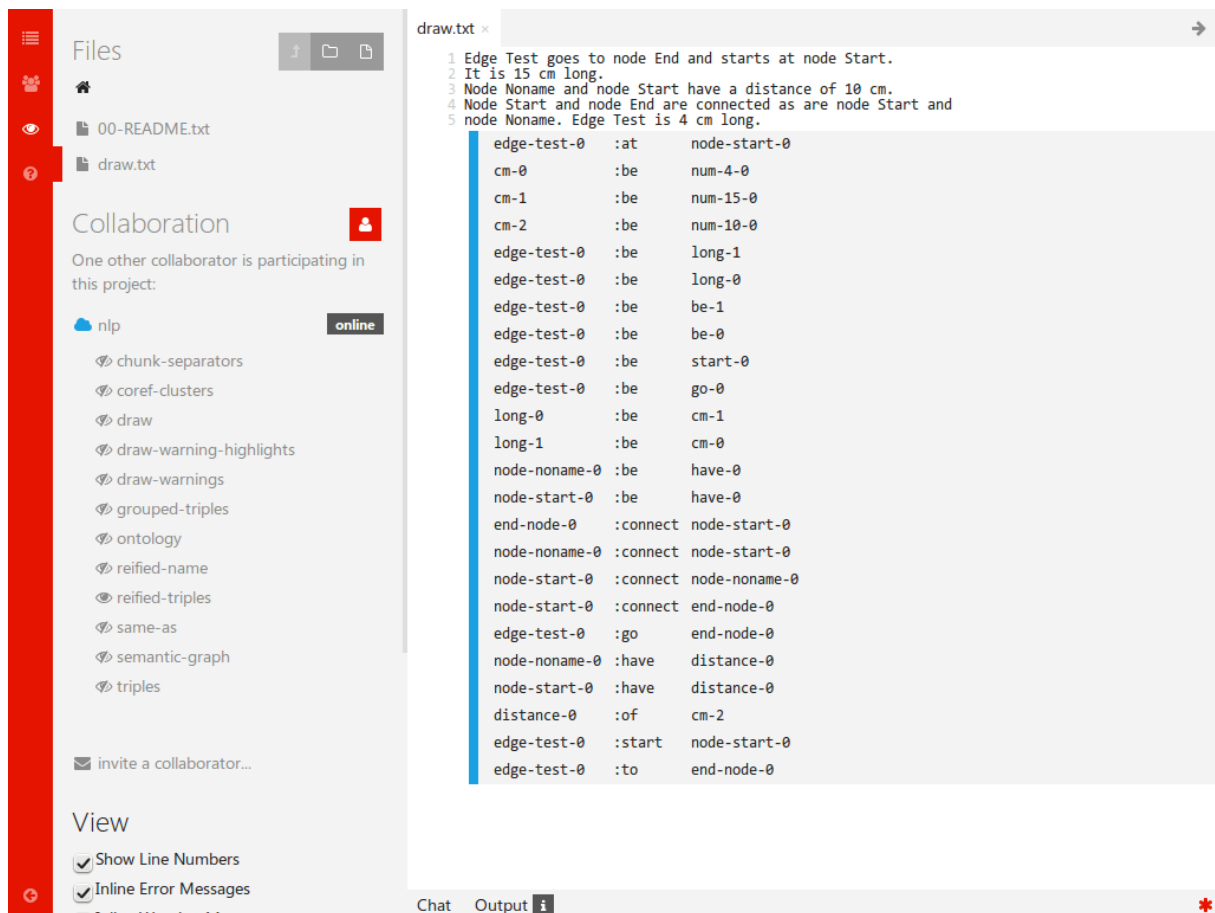 Files
00-README.txt
draw.txt
Collaboration
One other collaborator is participating in
this project:
nlp online
chunk-separators
coref-clusters
draw
draw-warning-highlights
draw-warnings
grouped-triples
ontology
reified-name
reified-triples
same-as
semantic-graph
triples
invite a collaborator...
View
Show Line Numbers
Inline Error Messages
draw.txt ×
1 Edge Test goes to node End and starts at node Start.
2 It is 15 cm long.
3 Node Noname and node Start have a distance of 10 cm.
4 Node Start and node End are connected as are node Start and
5 node Noname. Edge Test is 4 cm long.
edge-test-0 :at node-start-0
cm-0 :be num-4-0
cm-1 :be num-15-0
cm-2 :be num-10-0
edge-test-0 :be long-1
edge-test-0 :be long-0
edge-test-0 :be be-1
edge-test-0 :be be-0
edge-test-0 :be start-0
edge-test-0 :be go-0
long-0 :be cm-1
long-1 :be cm-0
node-noname-0 :be have-0
node-start-0 :be have-0
end-node-0 :connect node-start-0
node-noname-0 :connect node-start-0
node-start-0 :connect node-noname-0
node-start-0 :connect end-node-0
edge-test-0 :go end-node-0
node-noname-0 :have distance-0
node-start-0 :have distance-0
distance-0 :of cm-2
edge-test-0 :start node-start-0
edge-test-0 :to end-node-0
Chat Output i